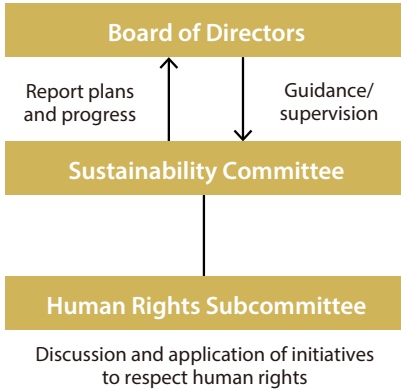 Board of Directors
Report plans
and progress
Guidance/
supervision
Sustainability Committee
Human Rights Subcommittee
Discussion and application of initiatives
to respect human rights